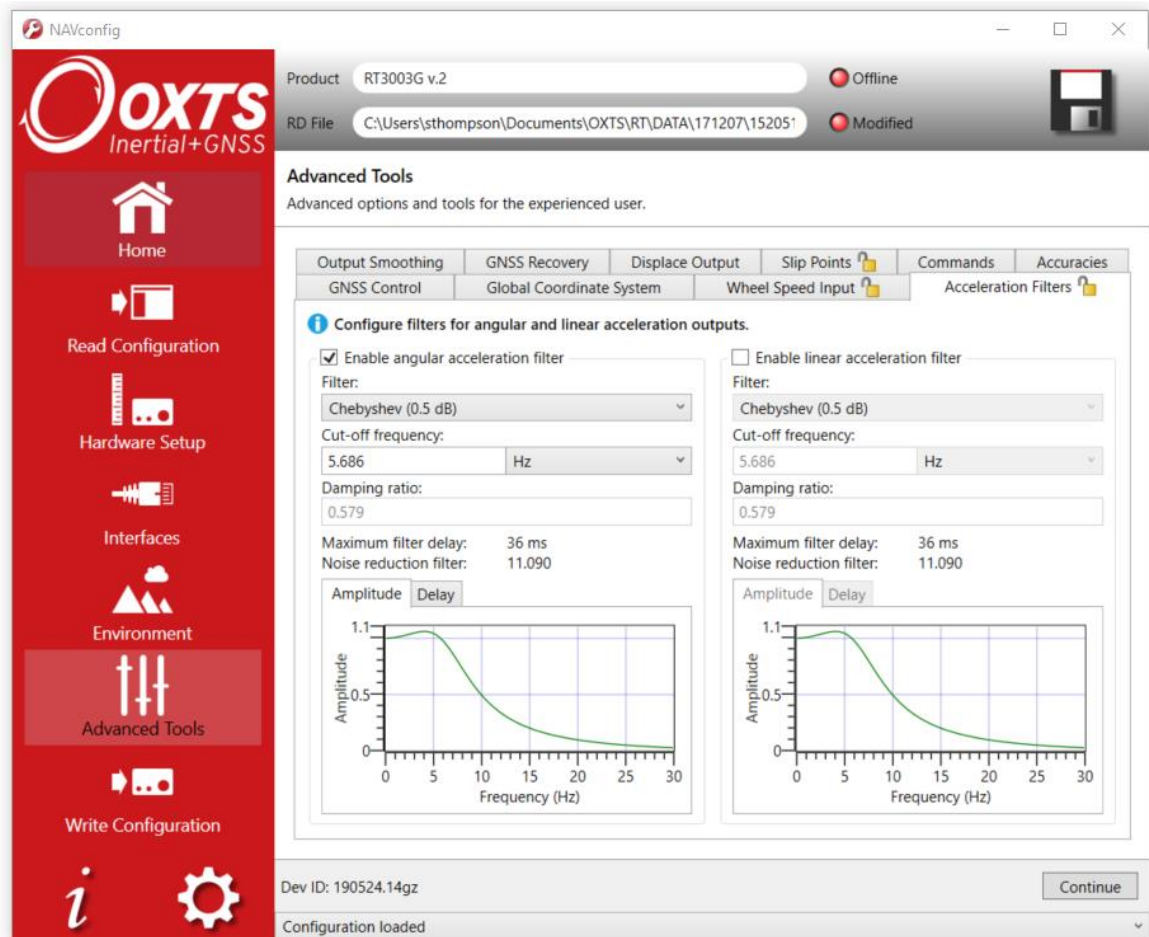 NAVconfig
OXTS
Inertial+GNSS
Home
Read Configuration
Hardware Setup
Interfaces
Environment
Advanced Tools
Write Configuration
i
Product RT3003G v.2 Offline
RD File C:\Users\sthompson\Documents\OXTS\RT\DATA\171207\152051 Modified
Advanced Tools
Advanced options and tools for the experienced user.
Output Smoothing GNSS Recovery Displace Output Slip Points Commands Accuracies
GNSS Control Global Coordinate System Wheel Speed Input Acceleration Filters
i Configure filters for angular and linear acceleration outputs.
Enable angular acceleration filter
Filter:
Chebyshev (0.5 dB)
Cut-off frequency:
5.686 Hz
Damping ratio:
0.579
Maximum filter delay: 36 ms
Noise reduction filter: 11.090
Amplitude Delay
1.1
0.5
0
Amplitude
0 5 10 15 20 25 30
Frequency (Hz)
Enable linear acceleration filter
Filter:
Chebyshev (0.5 dB)
Cut-off frequency:
5.686 Hz
Damping ratio:
0.579
Maximum filter delay: 36 ms
Noise reduction filter: 11.090
Amplitude Delay
1.1
0.5
0
Amplitude
0 5 10 15 20 25 30
Frequency (Hz)
Dev ID: 190524.14gz Continue
Configuration loaded